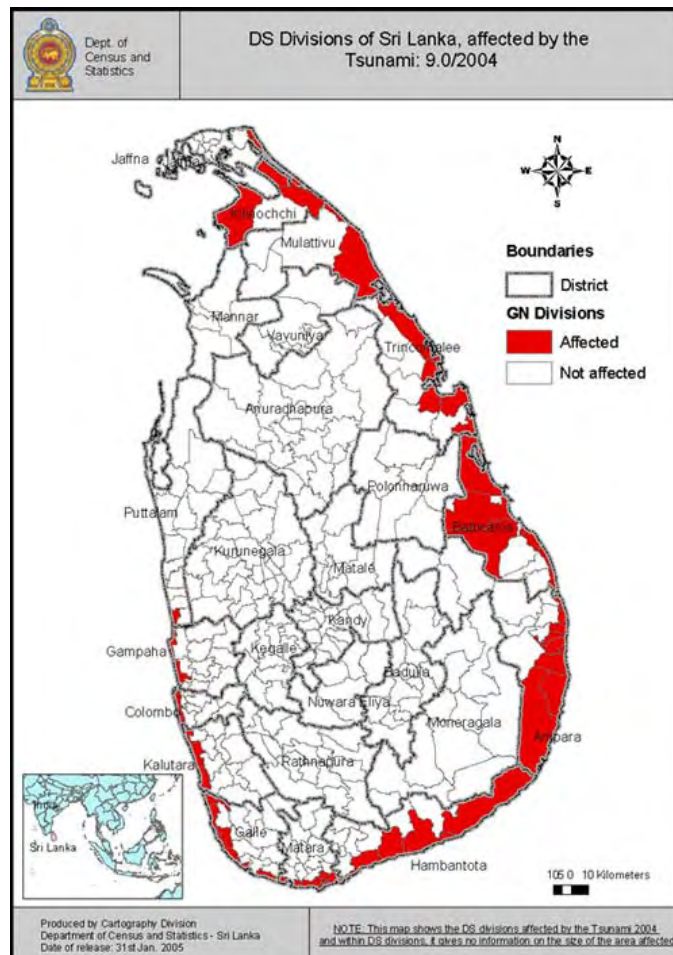 Dept. of
Census and
Statistics
DS Divisions of Sri Lanka, affected by the
Tsunami: 9.0/2004
N
W E
S
Jaffna
Kilinochchi
Mulattivu
Boundaries
District
GN Divisions
Affected
Not affected
Mannar
Vavuniya
Trincomalee
Anuradhapura
Polonnaruwa
Puttalam
Batticaloa
Kurunegala
Matale
Kandy
Gampaha
Kegalle
Badulla
Nuwara Eliya
Colombo
Moneragala
Ampara
Kalutara
Rathnapura
India
Galle
Matara
Sri Lanka
Hambantota
105 0 10 Kilometers
Produced by Cartography Division
Department of Census and Statistics - Sri Lanka
Date of release: 31st Jan. 2005
NOTE: This map shows the DS divisions affected by the Tsunami 2004
and within DS divisions, it gives no information on the size of the area affected